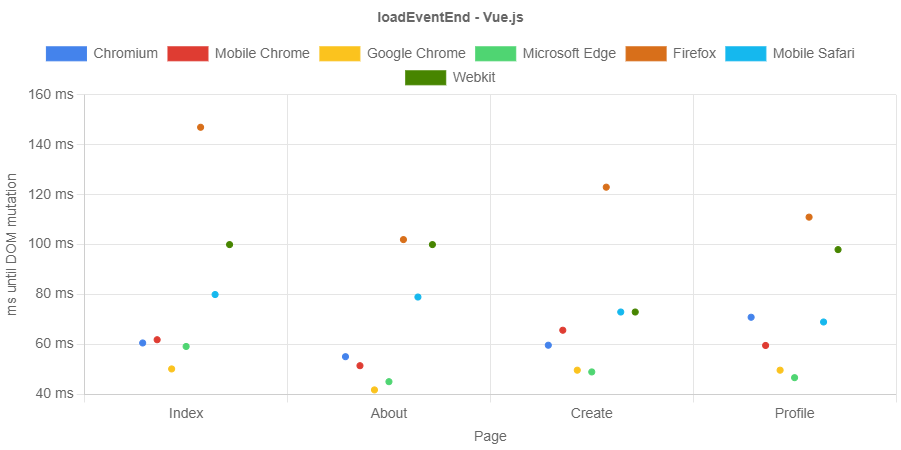 loadEventEnd - Vue.js
Chromium Mobile Chrome Google Chrome Microsoft Edge Firefox Mobile Safari
Webkit
160 ms
140 ms
120 ms
100 ms
80 ms
60 ms
40 ms
ms until DOM mutation
Index About Create Profile
Page